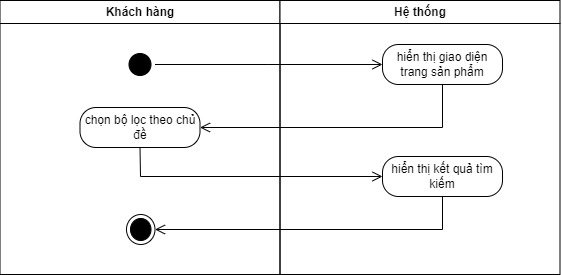 Khách hàng
Hệ thống
hiển thị giao diện
trang sản phẩm
chọn bộ lọc theo chủ
đề
hiển thị kết quả tìm
kiếm